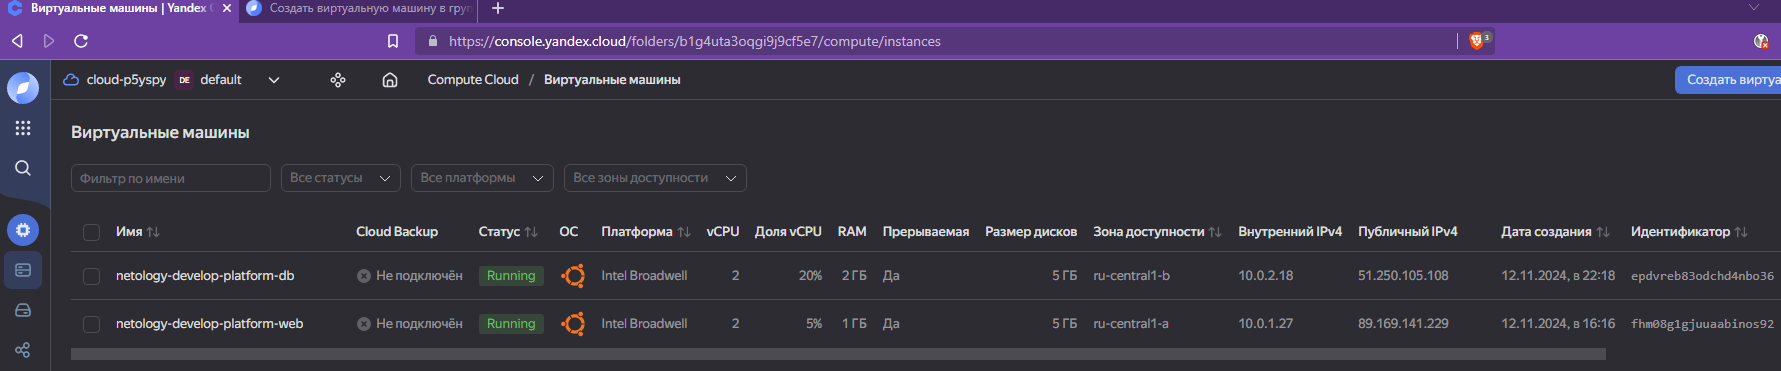 Виртуальные машины | Yandex C
Создать виртуальную машину в груп
https://console.yandex.cloud/folders/b1g4uta3oqgi9j9cf5e7/compute/instances
3
cloud-p5yspy DE default Compute Cloud / Виртуальные машины Создать виртуа
Виртуальные машины
Фильтр по имени Все статусы Все платформы Все зоны доступности
Имя Cloud Backup Статус ОС Платформа vCPU Доля vCPU RAM Прерываемая Размер дисков Зона доступности Внутренний IPv4 Публичный IPv4 Дата создания Идентификатор
netology-develop-platform-db Не подключён Running Intel Broadwell 2 20% 2 ГБ Да 5 ГБ ru-central1-b 10.0.2.18 51.250.105.108 12.11.2024, в 22:18 epdvreb83odchd4nbo36
netology-develop-platform-web Не подключён Running Intel Broadwell 2 5% 1 ГБ Да 5 ГБ ru-central1-a 10.0.1.27 89.169.141.229 12.11.2024, в 16:16 fhm08g1gjuuaabinos92